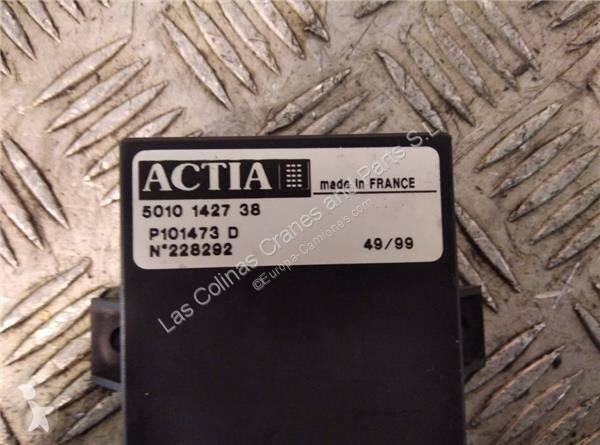 ACTIA
made in FRANCE
5010 1427 38
P101473 D
N°228292
49/99
Las Colinas Cranes and Parts S.L.
©Europa-Camiones.com